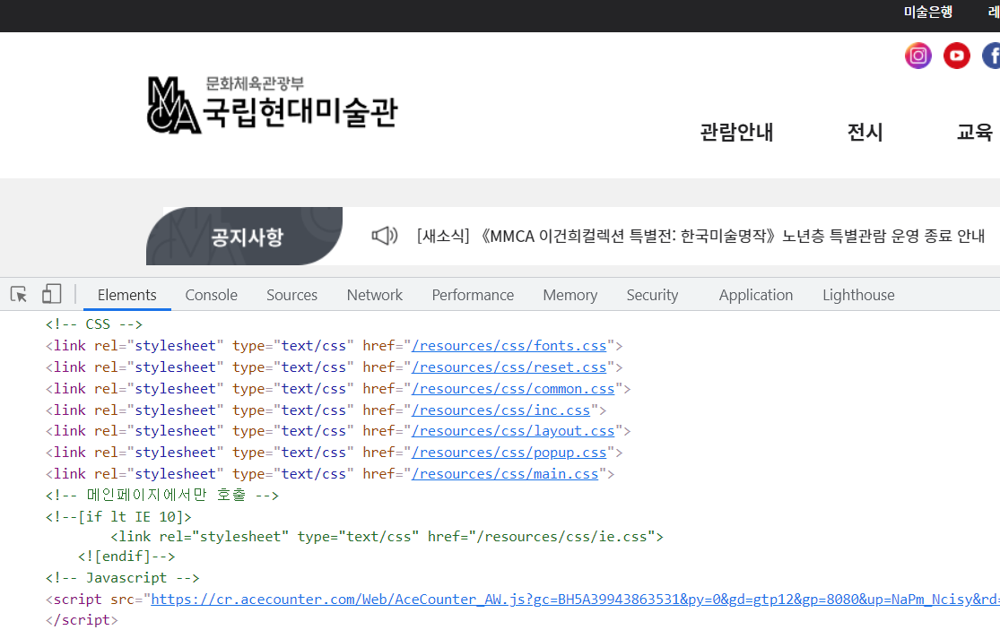 미술은행
MMCA
문화체육관광부
국립현대미술관
관람안내 전시 교육
공지사항 [새소식] 《MMCA 이건희컬렉션 특별전: 한국미술명작》 노년층 특별관람 운영 종료 안내
Elements Console Sources Network Performance Memory Security Application Lighthouse
<!-- CSS -->
<link rel="stylesheet" type="text/css" href="/resources/css/fonts.css">
<link rel="stylesheet" type="text/css" href="/resources/css/reset.css">
<link rel="stylesheet" type="text/css" href="/resources/css/common.css">
<link rel="stylesheet" type="text/css" href="/resources/css/inc.css">
<link rel="stylesheet" type="text/css" href="/resources/css/layout.css">
<link rel="stylesheet" type="text/css" href="/resources/css/popup.css">
<link rel="stylesheet" type="text/css" href="/resources/css/main.css">
<!-- 메인페이지에서만 호출 -->
<!--[if lt IE 10]>
<link rel="stylesheet" type="text/css" href="/resources/css/ie.css">
<![endif]-->
<!-- Javascript -->
<script src="https://cr.acecounter.com/Web/AceCounter_AW.js?gc=BH5A39943863531&py=0&gd=gtp12&gp=8080&up=NaPm_Ncisy&rd=
</script>